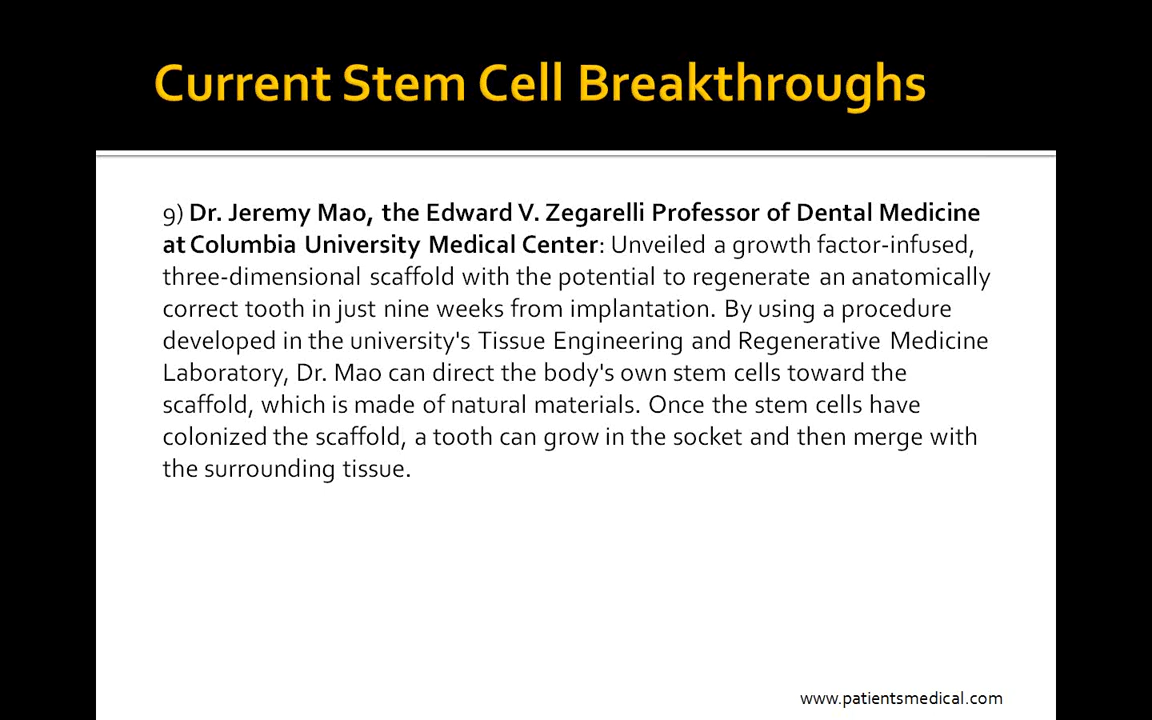 Current Stem Cell Breakthroughs
9) Dr. Jeremy Mao, the Edward V. Zegarelli Professor of Dental Medicine
at Columbia University Medical Center: Unveiled a growth factor-infused,
three-dimensional scaffold with the potential to regenerate an anatomically
correct tooth in just nine weeks from implantation. By using a procedure
developed in the university's Tissue Engineering and Regenerative Medicine
Laboratory, Dr. Mao can direct the body's own stem cells toward the
scaffold, which is made of natural materials. Once the stem cells have
colonized the scaffold, a tooth can grow in the socket and then merge with
the surrounding tissue.
www.patientsmedical.com